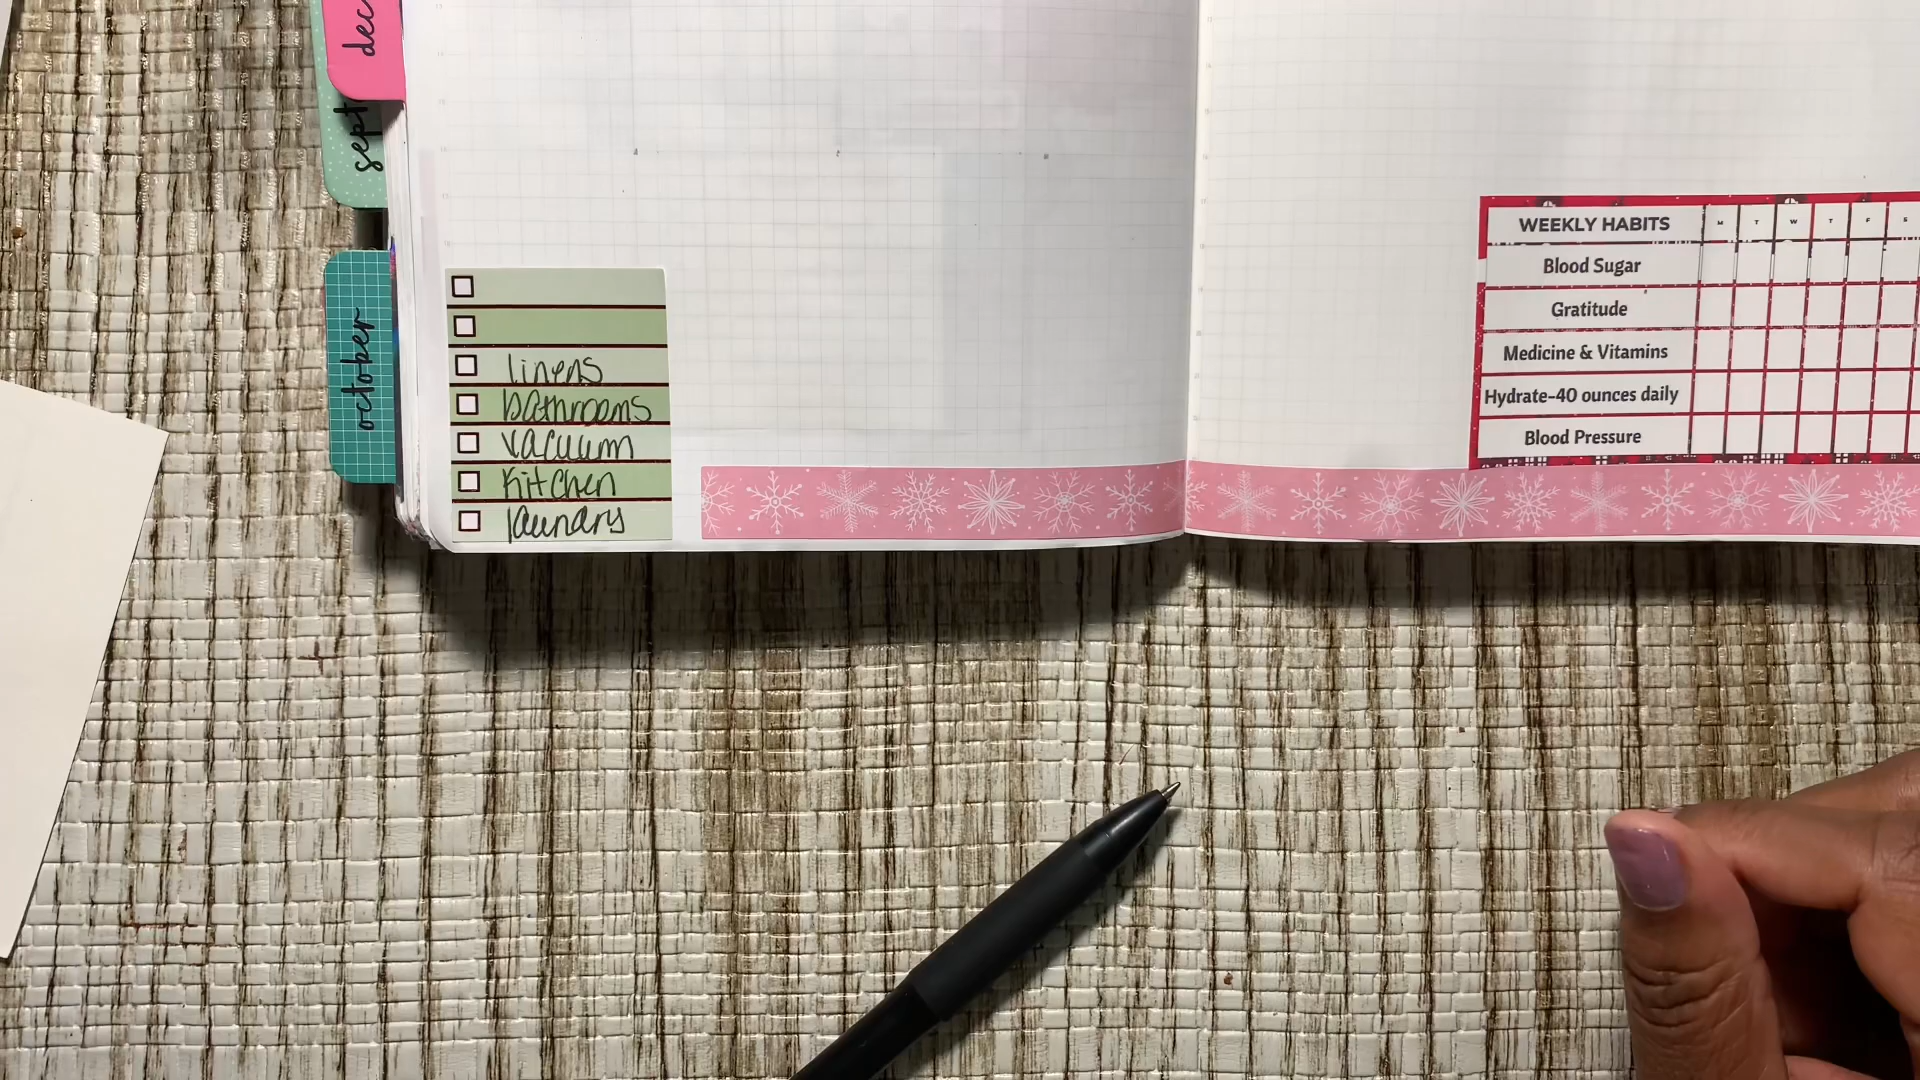 dec
sept
october
linens
bathrooms
vacuum
kitchen
laundry
WEEKLY HABITS M T W T F S
Blood Sugar
Gratitude
Medicine & Vitamins
Hydrate-40 ounces daily
Blood Pressure